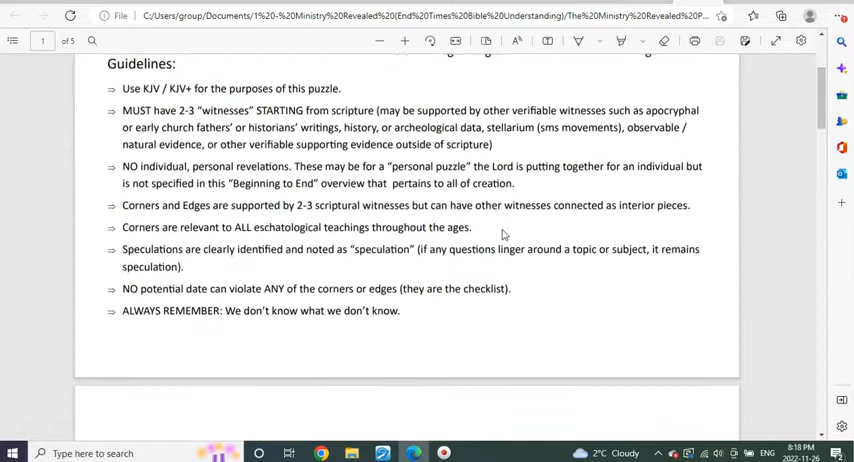 File
C:/Users/group/Documents/1%20-%20Ministry%20Revealed%20(End%20Times%20Bible%20Understanding)/The%20Ministry%20Revealed%20P...
1 of 5
Guidelines:
⇒ Use KJV / KJV+ for the purposes of this puzzle.
⇒ MUST have 2-3 “witnesses” STARTING from scripture (may be supported by other verifiable witnesses such as apocryphal
or early church fathers’ or historians’ writings, history, or archeological data, stellarium (sms movements), observable /
natural evidence, or other verifiable supporting evidence outside of scripture)
⇒ NO individual, personal revelations. These may be for a “personal puzzle” the Lord is putting together for an individual but
is not specified in this “Beginning to End” overview that pertains to all of creation.
⇒ Corners and Edges are supported by 2-3 scriptural witnesses but can have other witnesses connected as interior pieces.
⇒ Corners are relevant to ALL eschatological teachings throughout the ages.
⇒ Speculations are clearly identified and noted as “speculation” (if any questions linger around a topic or subject, it remains
speculation).
⇒ NO potential date can violate ANY of the corners or edges (they are the checklist).
⇒ ALWAYS REMEMBER: We don’t know what we don’t know.
Type here to search
2°C Cloudy
ENG
8:18 PM
2022-11-26